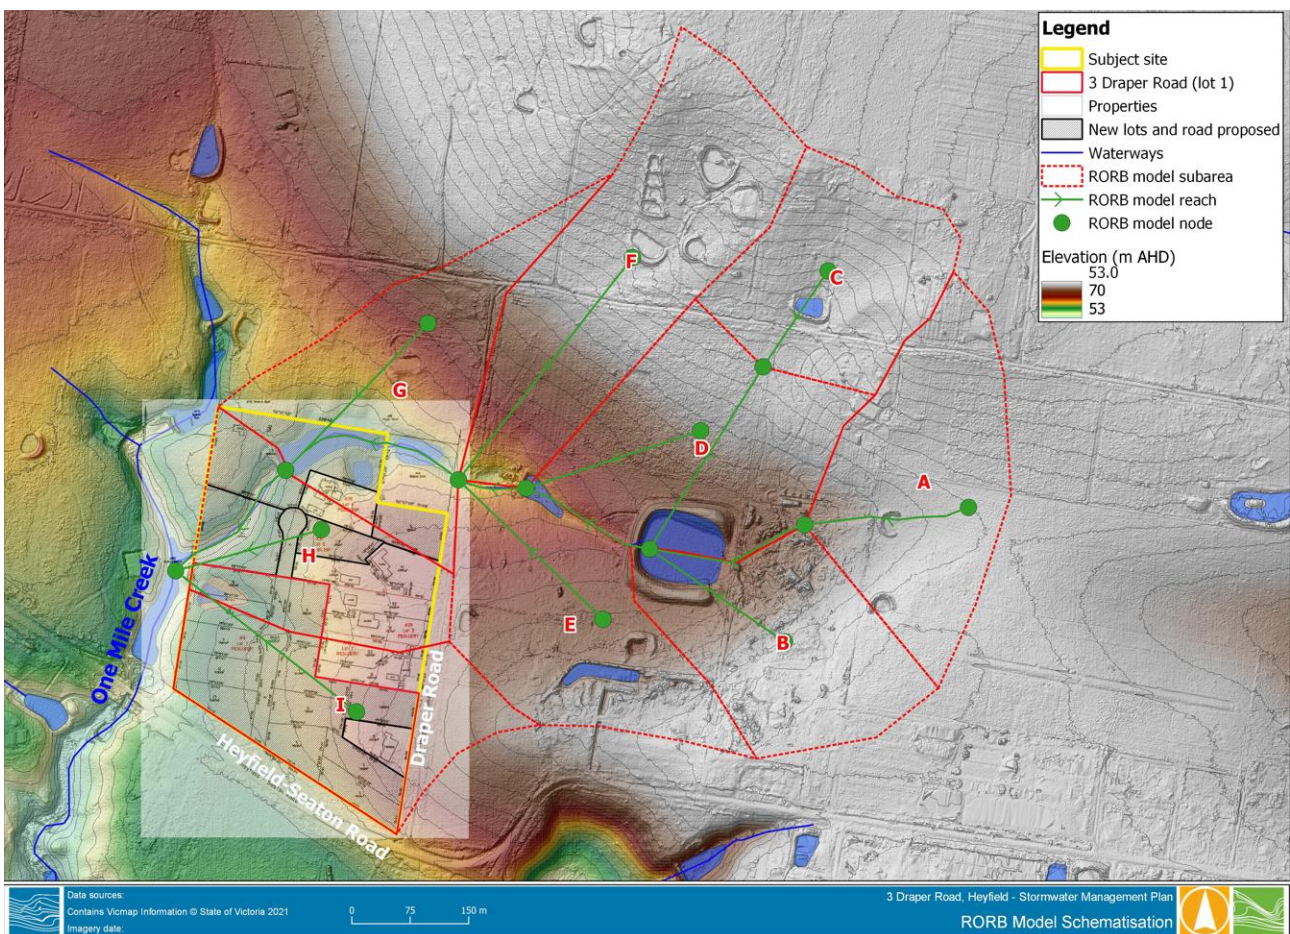 Legend
Subject site
3 Draper Road (lot 1)
Properties
New lots and road proposed
Waterways
RORB model subarea
RORB model reach
RORB model node
Elevation (m AHD)
53.0
70
53
F
C
G
D
A
H
E
B
I
One Mile Creek
Draper Road
Heyfield-Seaton Road
Data sources:
Contains Vicmap Information © State of Victoria 2021
Imagery date:
0 75 150 m
3 Draper Road, Heyfield - Stormwater Management Plan
RORB Model Schematisation